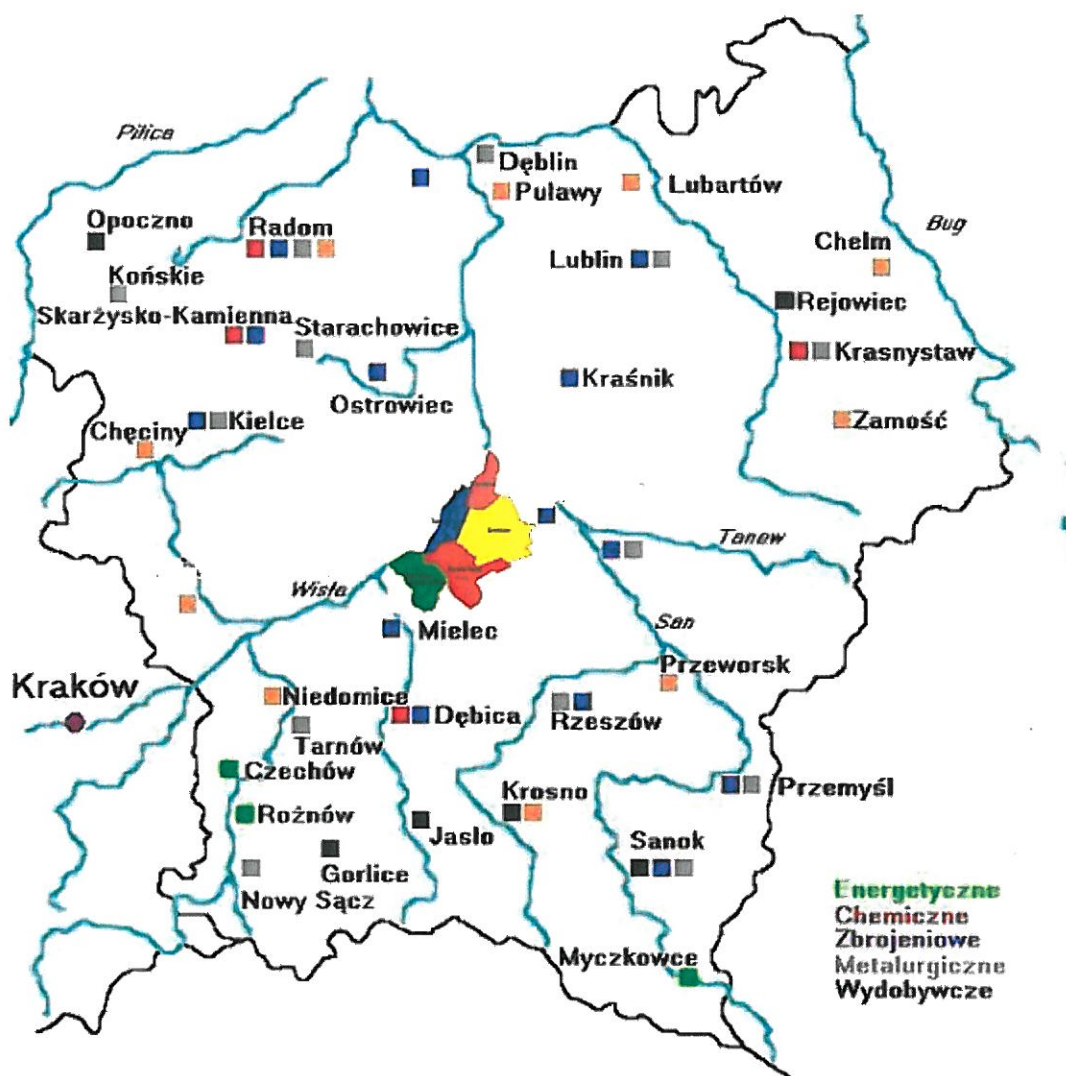 Pilica
Dęblin
Puławy
Lubartów
Opoczno
Radom
Bug
Chełm
Lublin
Końskie
Rejowiec
Skarżysko-Kamienna
Starachowice
Krasnystaw
Kraśnik
Ostrowiec
Chęciny
Kielce
Zamość
Tanew
Wisła
Mielec
San
Przeworsk
Kraków
Niedomice
Dębica
Rzeszów
Tarnów
Czechów
Krosno
Przemyśl
Rożnów
Jasło
Sanok
Gorlice
Nowy Sącz
Energetyczne
Chemiczne
Zbrojeniowe
Metalurgiczne
Wydobywcze
Myczkowce